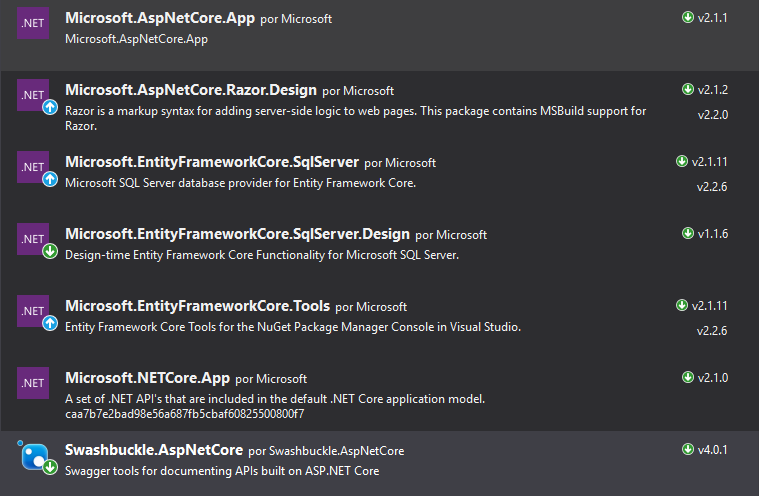 .NET Microsoft.AspNetCore.App por Microsoft v2.1.1
Microsoft.AspNetCore.App
.NET Microsoft.AspNetCore.Razor.Design por Microsoft v2.1.2
Razor is a markup syntax for adding server-side logic to web pages. This package contains MSBuild support for v2.2.0
Razor.
.NET Microsoft.EntityFrameworkCore.SqlServer por Microsoft v2.1.11
Microsoft SQL Server database provider for Entity Framework Core. v2.2.6
.NET Microsoft.EntityFrameworkCore.SqlServer.Design por Microsoft v1.1.6
Design-time Entity Framework Core Functionality for Microsoft SQL Server.
.NET Microsoft.EntityFrameworkCore.Tools por Microsoft v2.1.11
Entity Framework Core Tools for the NuGet Package Manager Console in Visual Studio. v2.2.6
.NET Microsoft.NETCore.App por Microsoft v2.1.0
A set of .NET API's that are included in the default .NET Core application model.
caa7b7e2bad98e56a687fb5cbaf60825500800f7
Swashbuckle.AspNetCore por Swashbuckle.AspNetCore v4.0.1
Swagger tools for documenting APIs built on ASP.NET Core